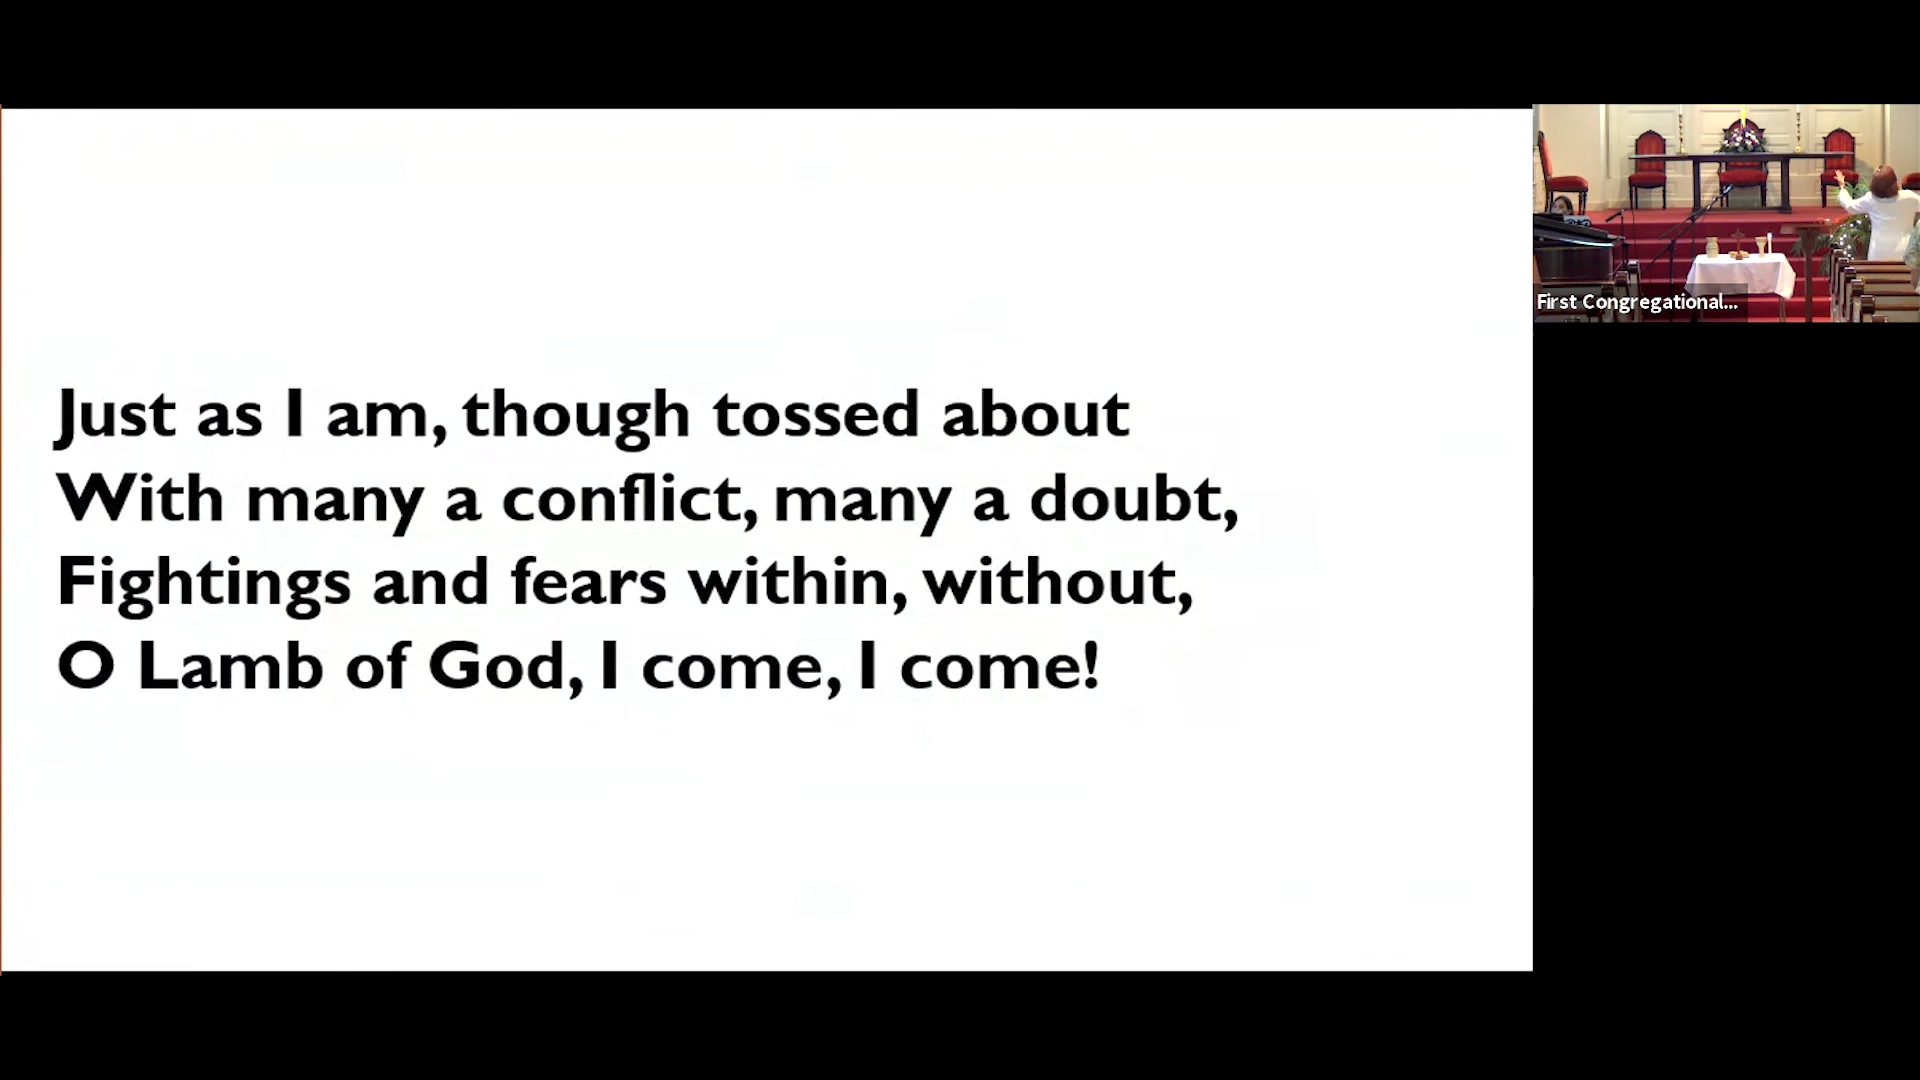 Just as I am, though tossed about
With many a conflict, many a doubt,
Fightings and fears within, without,
O Lamb of God, I come, I come!
First Congregational...